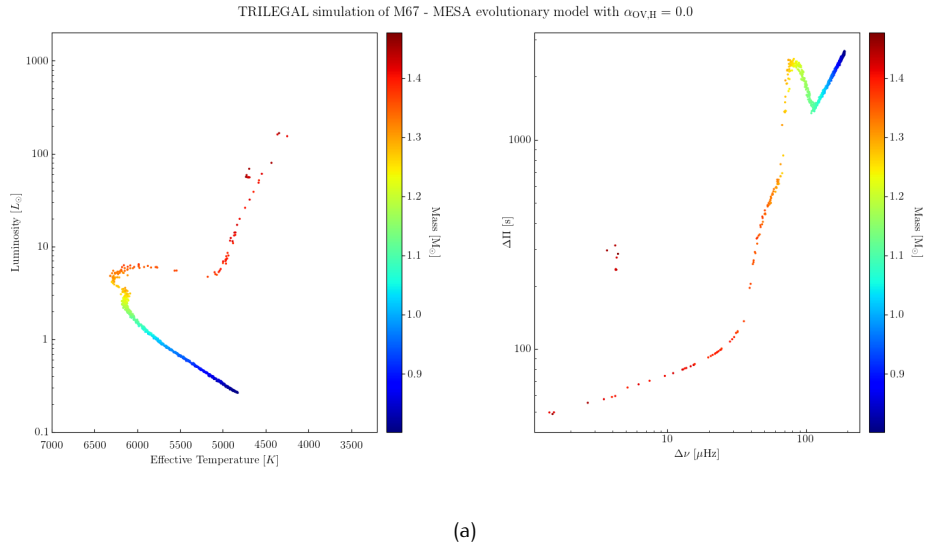 TRILEGAL simulation of M67 - MESA evolutionary model with α_OV,H = 0.0
1000
100
10
1
0.1
Luminosity [L⊙]
7000 6500 6000 5500 5000 4500 4000 3500
Effective Temperature [K]
1.4
1.3
1.2
1.1
1.0
0.9
Mass [M⊙]
1000
100
ΔΠ [s]
10 100
Δν [μHz]
1.4
1.3
1.2
1.1
1.0
0.9
Mass [M⊙]
(a)